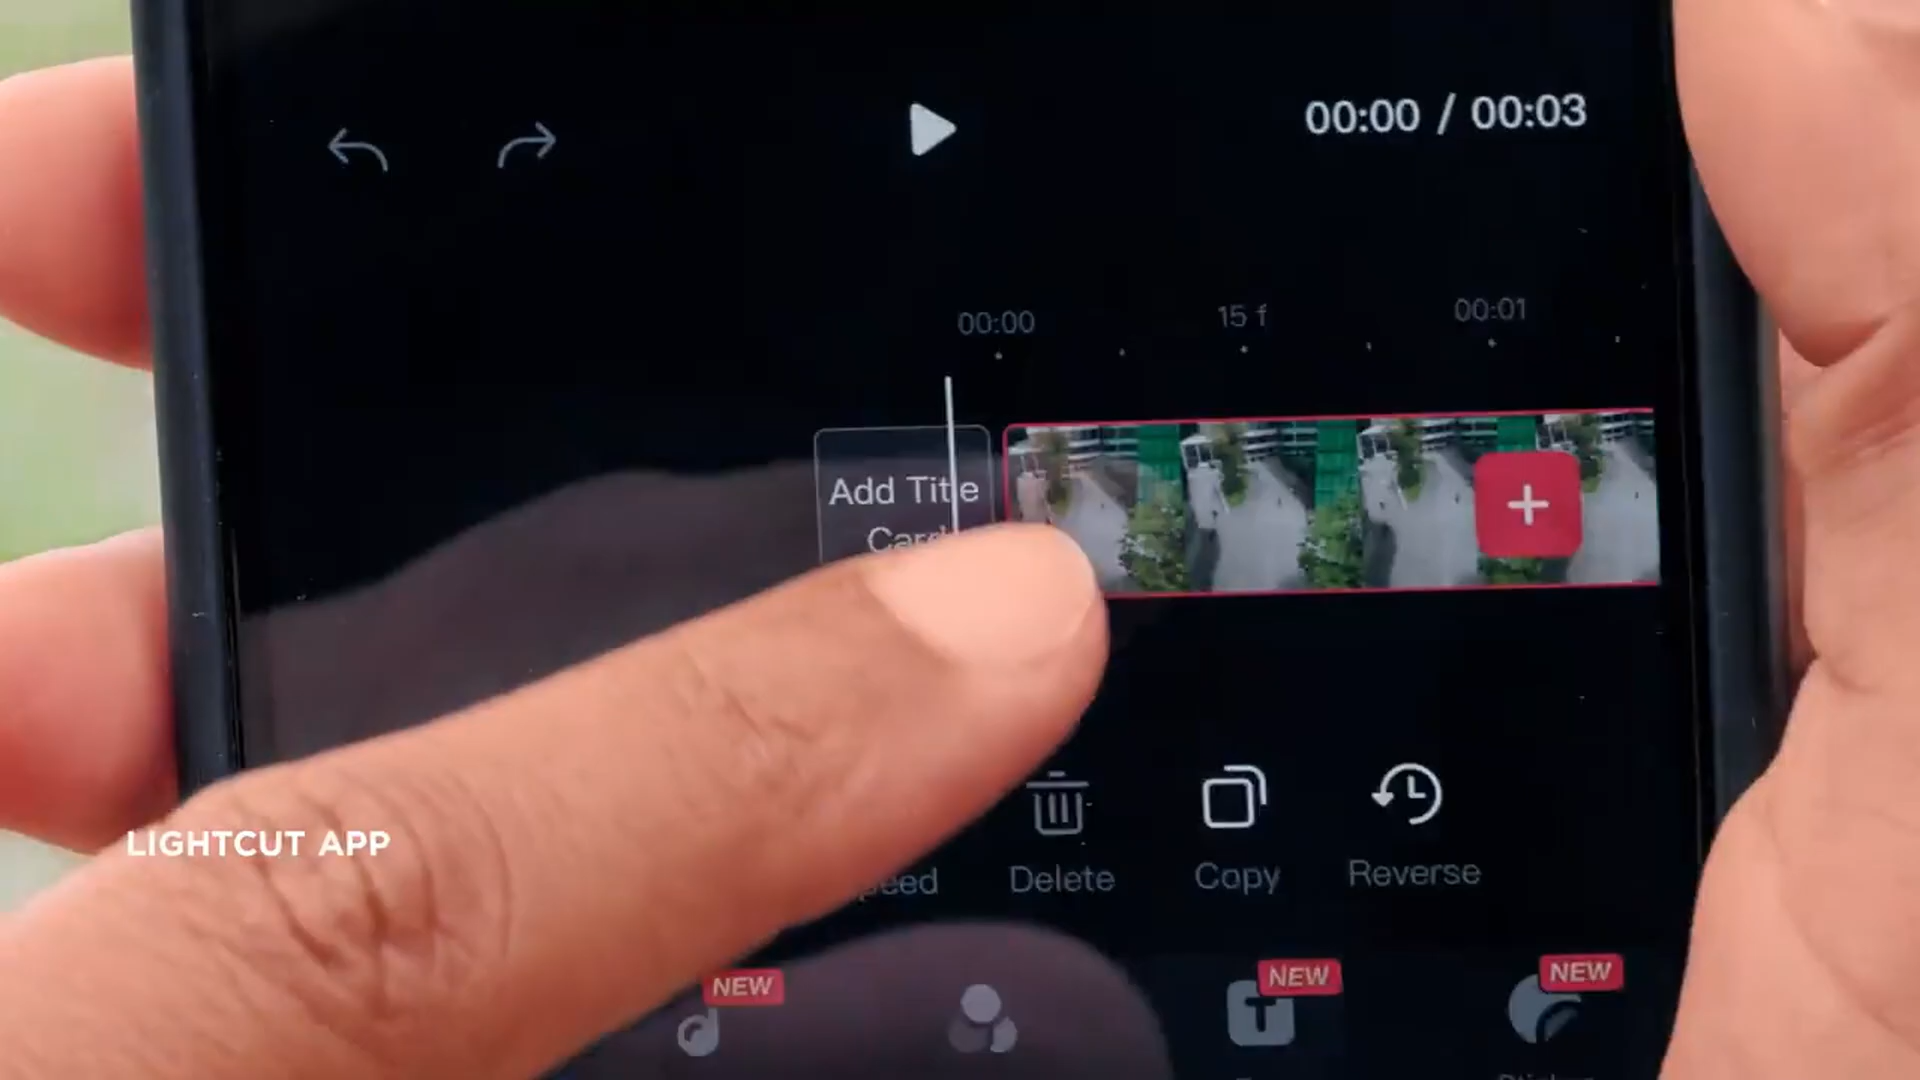 00:00 / 00:03
00:00 15 f 00:01
Add Title
Card
LIGHTCUT APP
Delete Copy Reverse
NEW NEW NEW
T